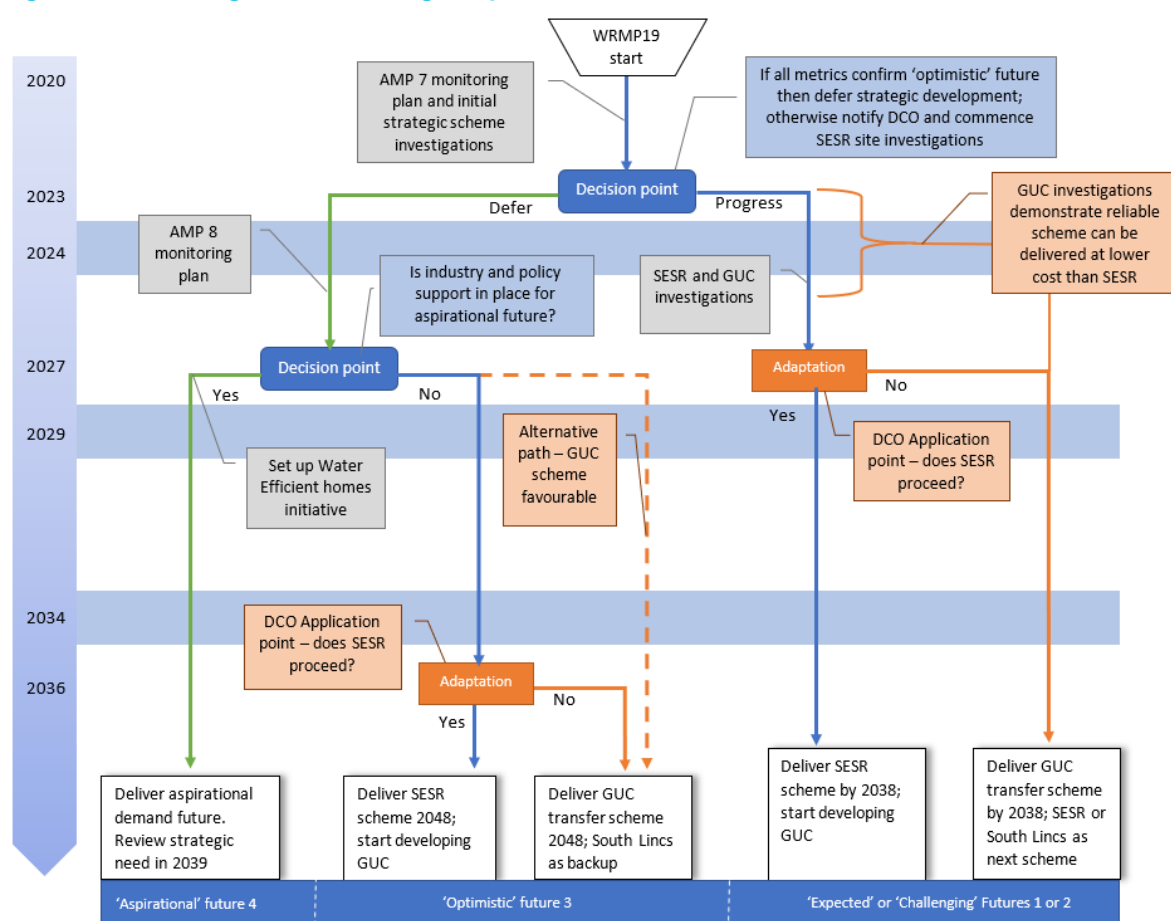 WRMP19
start
2020
AMP 7 monitoring
plan and initial
strategic scheme
investigations
If all metrics confirm ‘optimistic’ future
then defer strategic development;
otherwise notify DCO and commence
SESR site investigations
2023
Decision point
Defer
Progress
GUC investigations
demonstrate reliable
scheme can be
delivered at lower
cost than SESR
AMP 8
monitoring
plan
2024
Is industry and policy
support in place for
aspirational future?
SESR and GUC
investigations
2027
Decision point
Adaptation
Yes
No
Yes
No
2029
Set up Water
Efficient homes
initiative
Alternative
path – GUC
scheme
favourable
DCO Application
point – does SESR
proceed?
2034
DCO Application
point – does SESR
proceed?
2036
Adaptation
Yes
No
Deliver aspirational
demand future.
Review strategic
need in 2039
Deliver SESR
scheme 2048;
start developing
GUC
Deliver GUC
transfer scheme
2048; South Lincs
as backup
Deliver SESR
scheme by 2038;
start developing
GUC
Deliver GUC
transfer scheme
by 2038; SESR or
South Lincs as
next scheme
‘Aspirational’ future 4
‘Optimistic’ future 3
‘Expected’ or ‘Challenging’ Futures 1 or 2